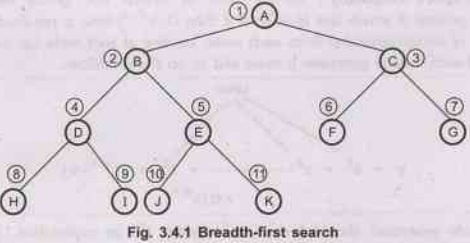 ① A
② B C ③
④ ⑤ ⑥ ⑦
D E F G
⑧ ⑨ ⑩ ⑪
H I J K
Fig. 3.4.1 Breadth-first search